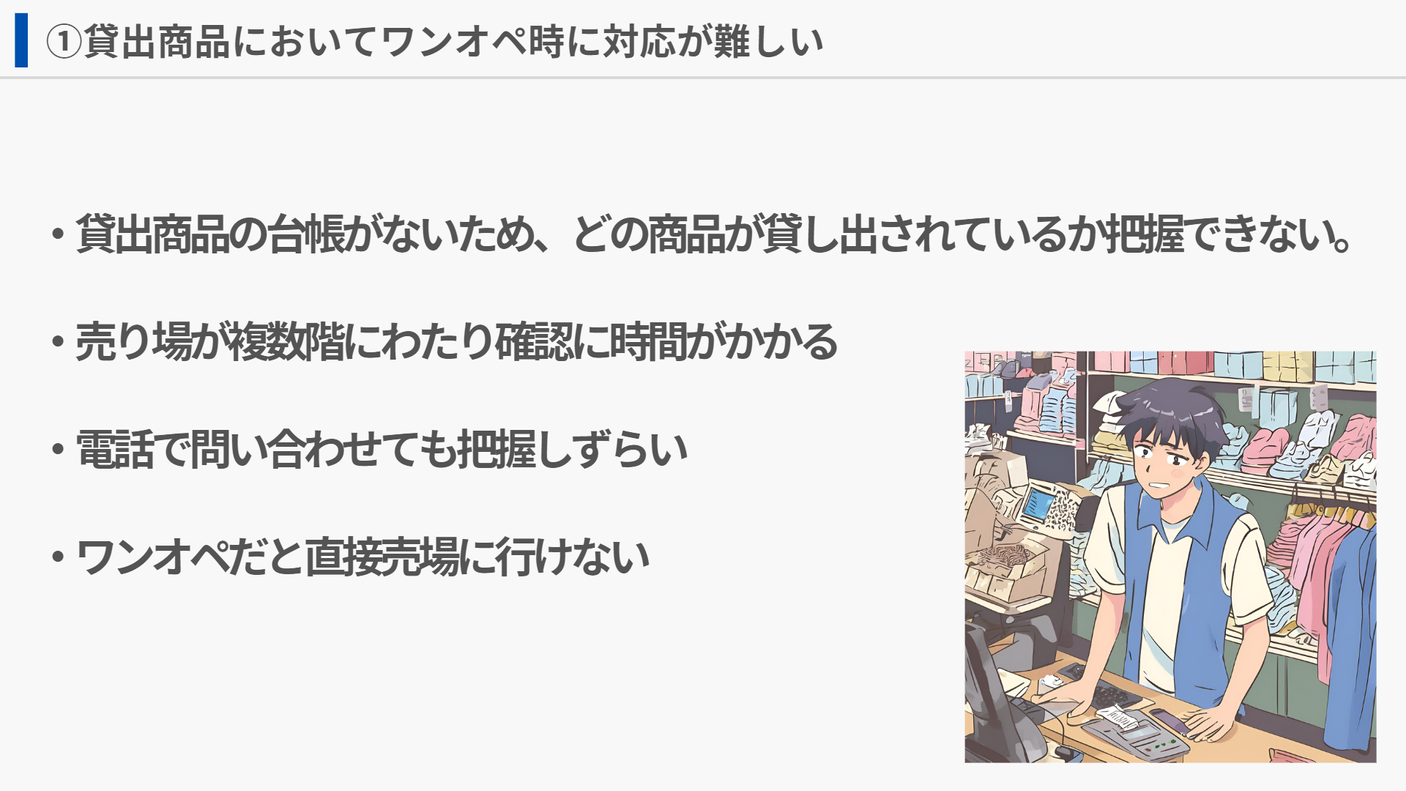 ①貸出商品においてワンオペ時に対応が難しい
・貸出商品の台帳がないため、どの商品が貸し出されているか把握できない。
・売り場が複数階にわたり確認に時間がかかる
・電話で問い合わせても把握しずらい
・ワンオペだと直接売場に行けない